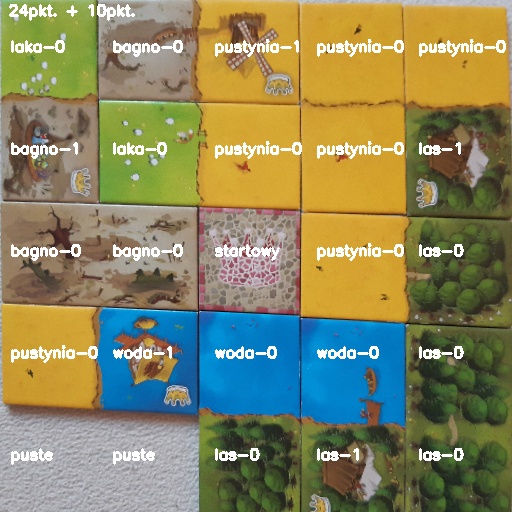 24pkt. + 10pkt.
laka-0 bagno-0 pustynia-1 pustynia-0 pustynia-0
bagno-1 laka-0 pustynia-0 pustynia-0 las-1
bagno-0 bagno-0 startowy pustynia-0 las-0
pustynia-0 woda-1 woda-0 woda-0 las-0
puste puste las-0 las-1 las-0